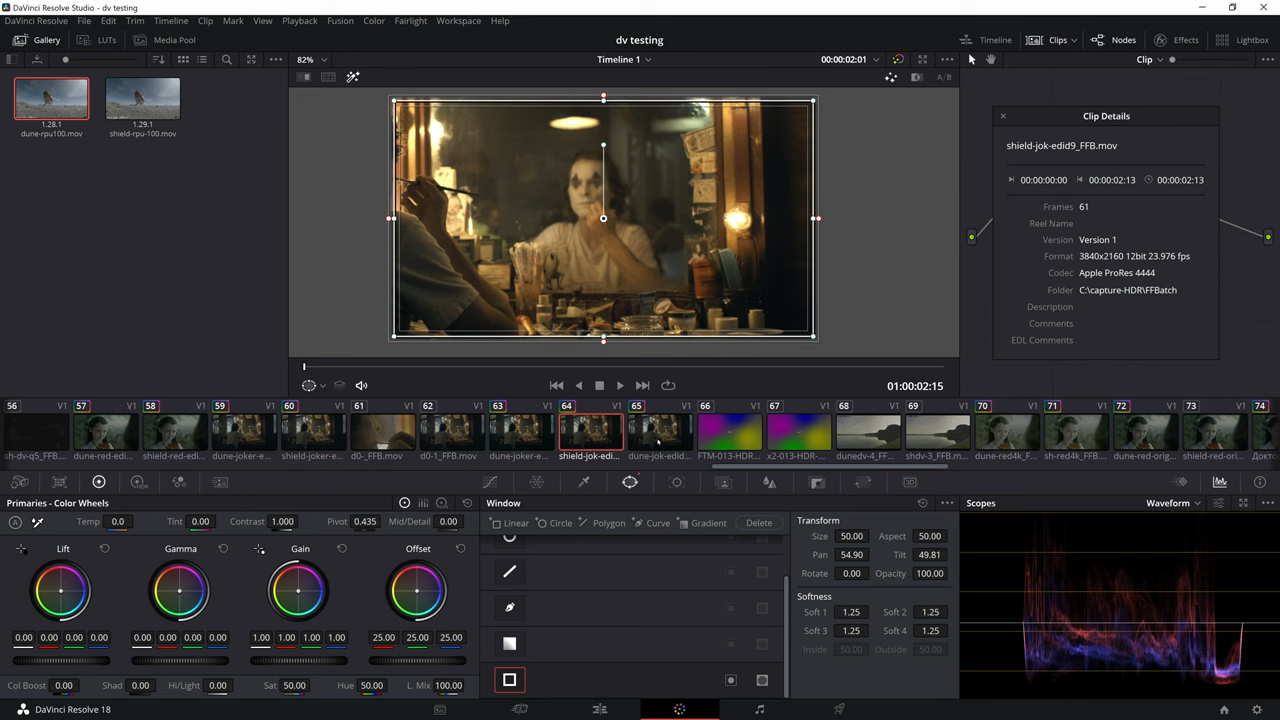 DaVinci Resolve Studio - dv testing
DaVinci Resolve File Edit Trim Timeline Clip Mark View Playback Fusion Color Fairlight Workspace Help
Gallery LUTs Media Pool dv testing Timeline Clips Nodes Effects Lightbox
82% Timeline 1 00:00:02:01 Clip
A/B
1.28.1 1.29.1
dune-rpu100.mov shield-rpu-100.mov
Clip Details
shield-jok-edid9_FFB.mov
00:00:00:00 00:00:02:13 00:00:02:13
Frames 61
Reel Name
Version Version 1
Format 3840x2160 12bit 23.976 fps
Codec Apple ProRes 4444
Folder C:\capture-HDR\FFBatch
Description
Comments
EDL Comments
01:00:02:15
56 V1 57 V1 58 V1 59 V1 60 V1 61 V1 62 V1 63 V1 64 V1 65 V1 66 V1 67 V1 68 V1 69 V1 70 V1 71 V1 72 V1 73 V1 74
sh-dv-q5_FFB.... dune-red-edi... shield-red-edi... dune-joker-e... shield-joker-e... d0-_FFB.mov d0-1_FFB.mov dune-joker-e... shield-jok-edi... dune-jok-edid... FTM-013-HDR... x2-013-HDR-... dunedv-4_FF... shdv-3_FFB.m... dune-red4k_F... sh-red4k_FFB.... dune-red-orig... shield-red-ori... Докто
Primaries - Color Wheels Window Scopes Waveform
A Temp 0.0 Tint 0.00 Contrast 1.000 Pivot 0.435 Mid/Detail 0.00
Linear Circle Polygon Curve Gradient Delete
Lift Gamma Gain Offset
0.00 0.00 0.00 0.00 0.00 0.00 0.00 0.00 1.00 1.00 1.00 1.00 25.00 25.00 25.00
Col Boost 0.00 Shad 0.00 Hi/Light 0.00 Sat 50.00 Hue 50.00 L. Mix 100.00
Transform
Size 50.00 Aspect 50.00
Pan 54.90 Tilt 49.81
Rotate 0.00 Opacity 100.00
Softness
Soft 1 1.25 Soft 2 1.25
Soft 3 1.25 Soft 4 1.25
Inside 50.00 Outside 50.00
DaVinci Resolve 18